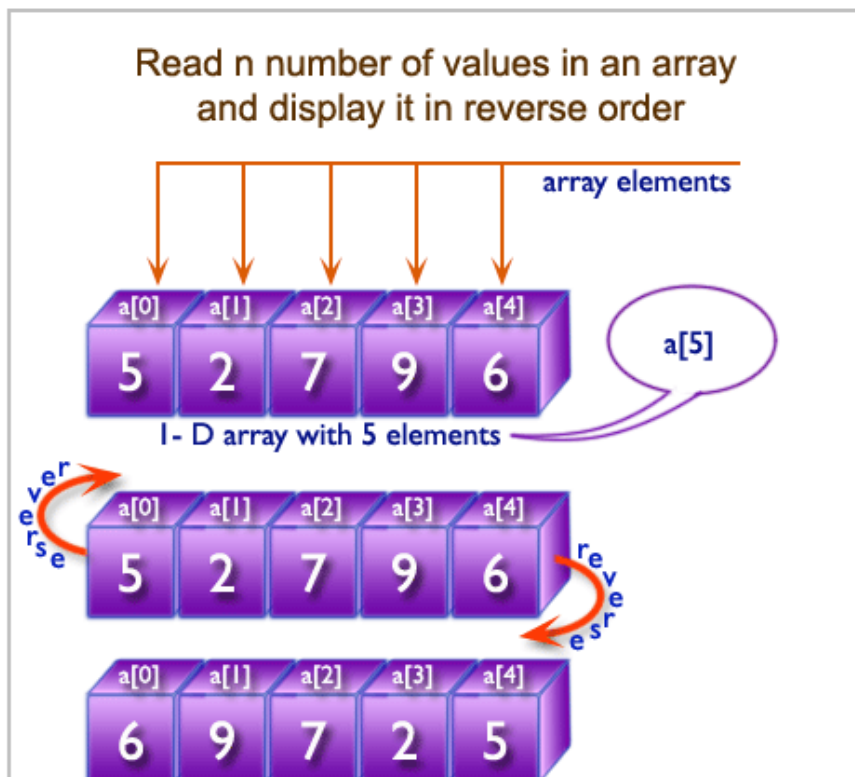 Read n number of values in an array
and display it in reverse order
array elements
a[0] a[1] a[2] a[3] a[4]
5 2 7 9 6
a[5]
1- D array with 5 elements
reverse
a[0] a[1] a[2] a[3] a[4]
5 2 7 9 6
reverse
a[0] a[1] a[2] a[3] a[4]
6 9 7 2 5